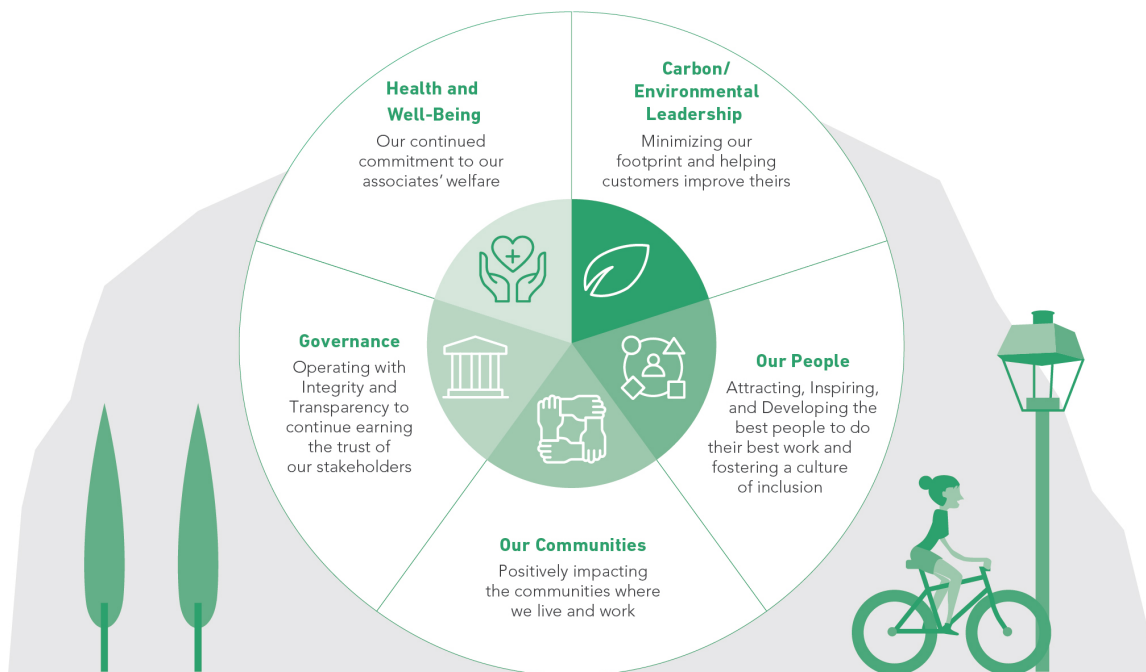 Health and
Well-Being
Our continued
commitment to our
associates' welfare
Carbon/
Environmental
Leadership
Minimizing our
footprint and helping
customers improve theirs
Governance
Operating with
Integrity and
Transparency to
continue earning
the trust of
our stakeholders
Our People
Attracting, Inspiring,
and Developing the
best people to do
their best work and
fostering a culture
of inclusion
Our Communities
Positively impacting
the communities where
we live and work